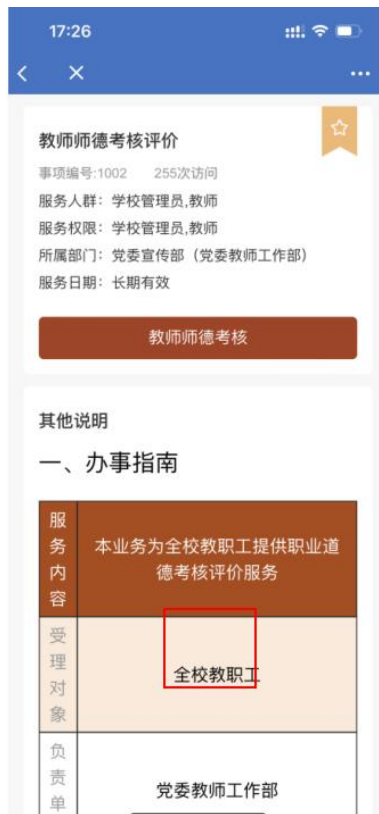 17:26
教师师德考核评价
事项编号:1002 255次访问
服务人群：学校管理员,教师
服务权限：学校管理员,教师
所属部门：党委宣传部（党委教师工作部）
服务日期：长期有效
教师师德考核
其他说明
一、办事指南
服务内容
本业务为全校教职工提供职业道
德考核评价服务
受理对象
全校教职工
负责单
党委教师工作部